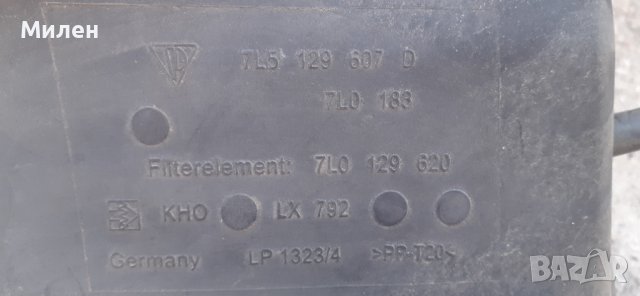 Милен
7L5 129 607 D
7L0 183
Filterelement: 7L0 129 620
KHO LX 792
Germany LP 1323/4 >PP-T20<
BAZAR